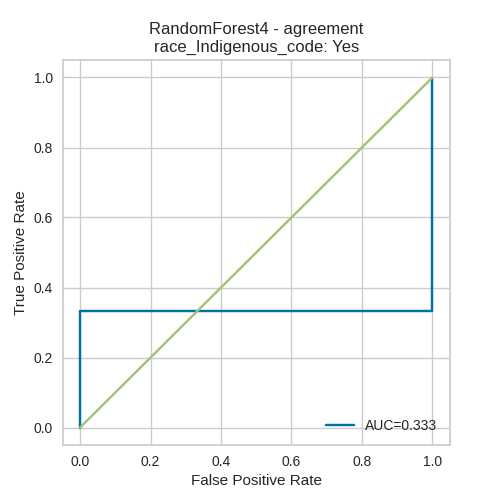 RandomForest4 - agreement
race_Indigenous_code: Yes
True Positive Rate
1.0
0.8
0.6
0.4
0.2
0.0
AUC=0.333
0.0 0.2 0.4 0.6 0.8 1.0
False Positive Rate